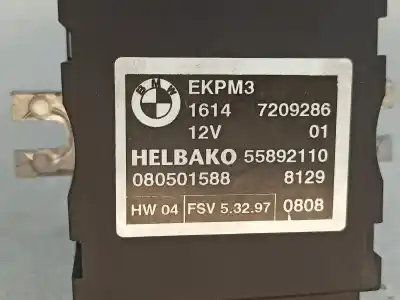 BMW
EKPM3
1614 7209286
12V 01
HELBAKO 55892110
080501588 8129
HW 04 FSV 5.32.97 0808